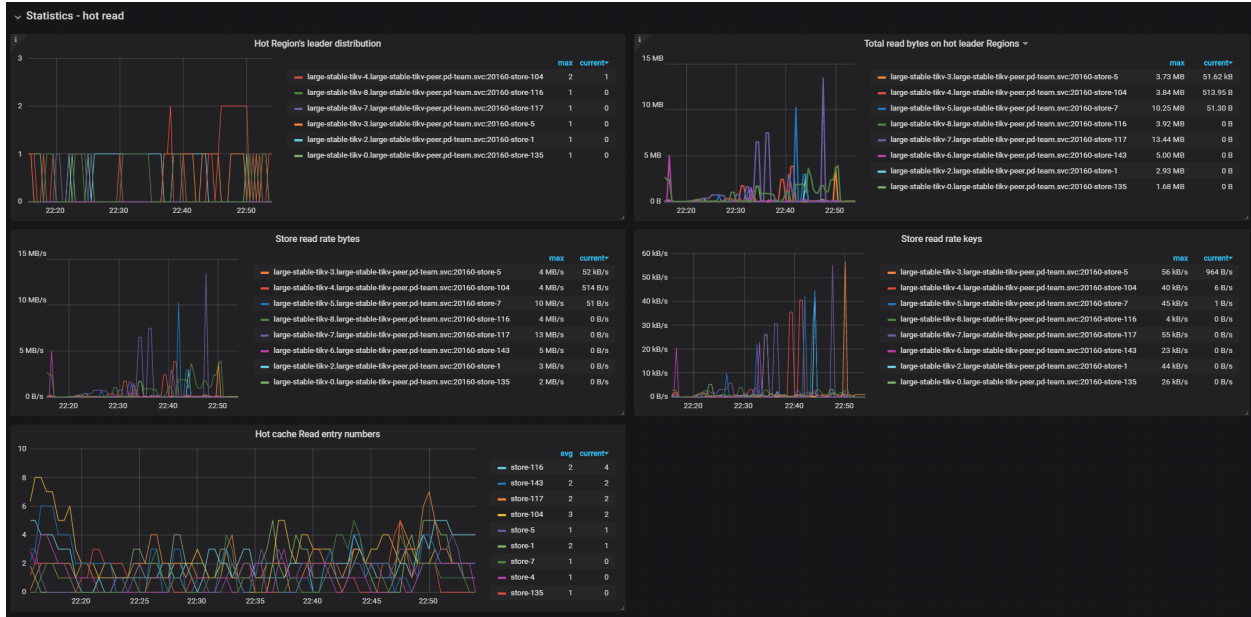 Statistics - hot read
Hot Region's leader distribution
3
2
1
0
22:20 22:30 22:40 22:50
max current
large-stable-tikv-4.large-stable-tikv-peer.pd-team.svc:20160-store-104 2 1
large-stable-tikv-8.large-stable-tikv-peer.pd-team.svc:20160-store-116 1 0
large-stable-tikv-7.large-stable-tikv-peer.pd-team.svc:20160-store-117 1 0
large-stable-tikv-3.large-stable-tikv-peer.pd-team.svc:20160-store-5 1 0
large-stable-tikv-2.large-stable-tikv-peer.pd-team.svc:20160-store-1 1 0
large-stable-tikv-0.large-stable-tikv-peer.pd-team.svc:20160-store-135 1 0
Total read bytes on hot leader Regions
15 MB
10 MB
5 MB
0 B
22:20 22:30 22:40 22:50
max current
large-stable-tikv-3.large-stable-tikv-peer.pd-team.svc:20160-store-5 3.73 MB 51.62 kB
large-stable-tikv-4.large-stable-tikv-peer.pd-team.svc:20160-store-104 3.84 MB 513.95 B
large-stable-tikv-5.large-stable-tikv-peer.pd-team.svc:20160-store-7 10.25 MB 51.30 B
large-stable-tikv-8.large-stable-tikv-peer.pd-team.svc:20160-store-116 3.92 MB 0 B
large-stable-tikv-7.large-stable-tikv-peer.pd-team.svc:20160-store-117 13.44 MB 0 B
large-stable-tikv-6.large-stable-tikv-peer.pd-team.svc:20160-store-143 5.00 MB 0 B
large-stable-tikv-2.large-stable-tikv-peer.pd-team.svc:20160-store-1 2.93 MB 0 B
large-stable-tikv-0.large-stable-tikv-peer.pd-team.svc:20160-store-135 1.68 MB 0 B
Store read rate bytes
15 MB/s
10 MB/s
5 MB/s
0 B/s
22:20 22:30 22:40 22:50
max current
large-stable-tikv-3.large-stable-tikv-peer.pd-team.svc:20160-store-5 4 MB/s 52 kB/s
large-stable-tikv-4.large-stable-tikv-peer.pd-team.svc:20160-store-104 4 MB/s 514 B/s
large-stable-tikv-5.large-stable-tikv-peer.pd-team.svc:20160-store-7 10 MB/s 51 B/s
large-stable-tikv-8.large-stable-tikv-peer.pd-team.svc:20160-store-116 4 MB/s 0 B/s
large-stable-tikv-7.large-stable-tikv-peer.pd-team.svc:20160-store-117 13 MB/s 0 B/s
large-stable-tikv-6.large-stable-tikv-peer.pd-team.svc:20160-store-143 5 MB/s 0 B/s
large-stable-tikv-2.large-stable-tikv-peer.pd-team.svc:20160-store-1 3 MB/s 0 B/s
large-stable-tikv-0.large-stable-tikv-peer.pd-team.svc:20160-store-135 2 MB/s 0 B/s
Store read rate keys
60 kB/s
50 kB/s
40 kB/s
30 kB/s
20 kB/s
10 kB/s
0 B/s
22:20 22:30 22:40 22:50
max current
large-stable-tikv-3.large-stable-tikv-peer.pd-team.svc:20160-store-5 56 kB/s 964 B/s
large-stable-tikv-4.large-stable-tikv-peer.pd-team.svc:20160-store-104 40 kB/s 6 B/s
large-stable-tikv-5.large-stable-tikv-peer.pd-team.svc:20160-store-7 45 kB/s 1 B/s
large-stable-tikv-8.large-stable-tikv-peer.pd-team.svc:20160-store-116 4 kB/s 0 B/s
large-stable-tikv-7.large-stable-tikv-peer.pd-team.svc:20160-store-117 55 kB/s 0 B/s
large-stable-tikv-6.large-stable-tikv-peer.pd-team.svc:20160-store-143 23 kB/s 0 B/s
large-stable-tikv-2.large-stable-tikv-peer.pd-team.svc:20160-store-1 44 kB/s 0 B/s
large-stable-tikv-0.large-stable-tikv-peer.pd-team.svc:20160-store-135 26 kB/s 0 B/s
Hot cache Read entry numbers
10
8
6
4
2
0
22:20 22:25 22:30 22:35 22:40 22:45 22:50
avg current
store-116 2 4
store-143 2 2
store-117 2 2
store-104 3 2
store-5 1 1
store-1 2 1
store-7 1 0
store-4 1 0
store-135 1 0